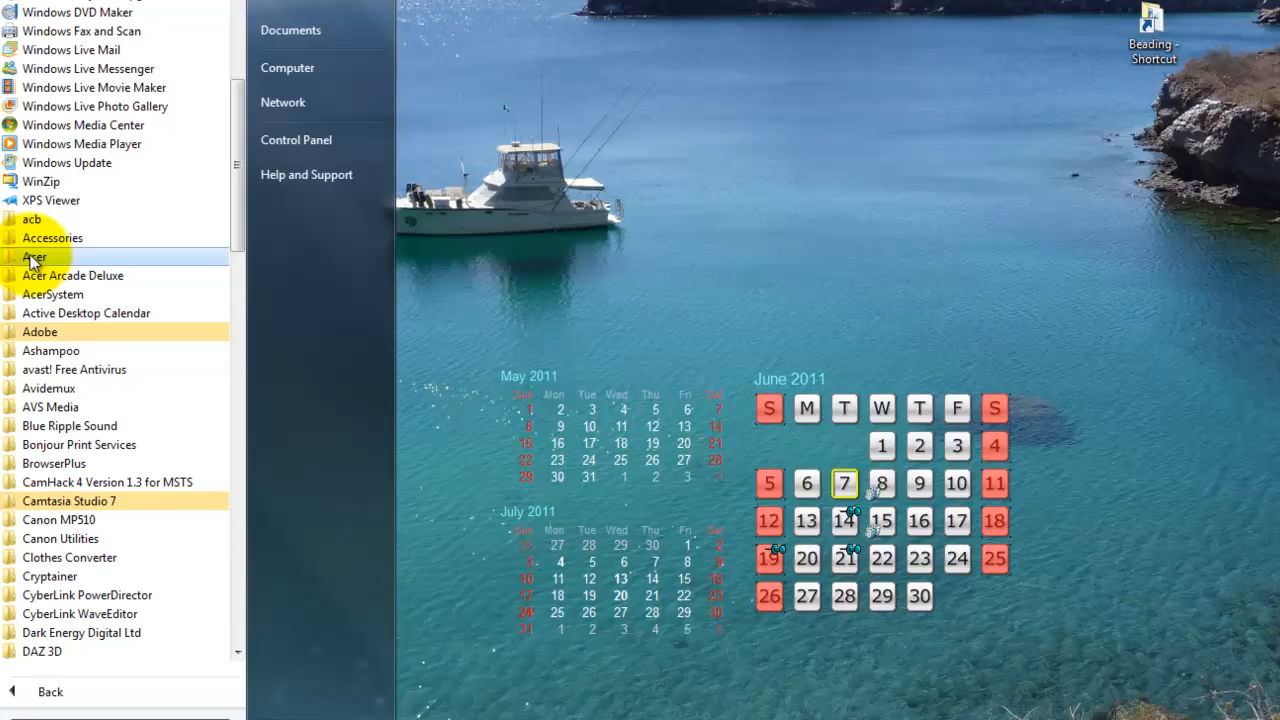 Windows DVD Maker
Windows Fax and Scan
Windows Live Mail
Windows Live Messenger
Windows Live Movie Maker
Windows Live Photo Gallery
Windows Media Center
Windows Media Player
Windows Update
WinZip
XPS Viewer
acb
Accessories
Acer
Acer Arcade Deluxe
AcerSystem
Active Desktop Calendar
Adobe
Ashampoo
avast! Free Antivirus
Avidemux
AVS Media
Blue Ripple Sound
Bonjour Print Services
BrowserPlus
CamHack 4 Version 1.3 for MSTS
Camtasia Studio 7
Canon MP510
Canon Utilities
Clothes Converter
Cryptainer
CyberLink PowerDirector
CyberLink WaveEditor
Dark Energy Digital Ltd
DAZ 3D
Back
Documents
Computer
Network
Control Panel
Help and Support
Beading -
Shortcut
May 2011
Sun Mon Tue Wed Thu Fri Sat
1 2 3 4 5 6 7
8 9 10 11 12 13 14
15 16 17 18 19 20 21
22 23 24 25 26 27 28
29 30 31 1 2 3 4
July 2011
Sun Mon Tue Wed Thu Fri Sat
26 27 28 29 30 1 2
3 4 5 6 7 8 9
10 11 12 13 14 15 16
17 18 19 20 21 22 23
24 25 26 27 28 29 30
31 1 2 3 4 5 6
June 2011
S M T W T F S
1 2 3 4
5 6 7 8 9 10 11
12 13 14 15 16 17 18
19 20 21 22 23 24 25
26 27 28 29 30